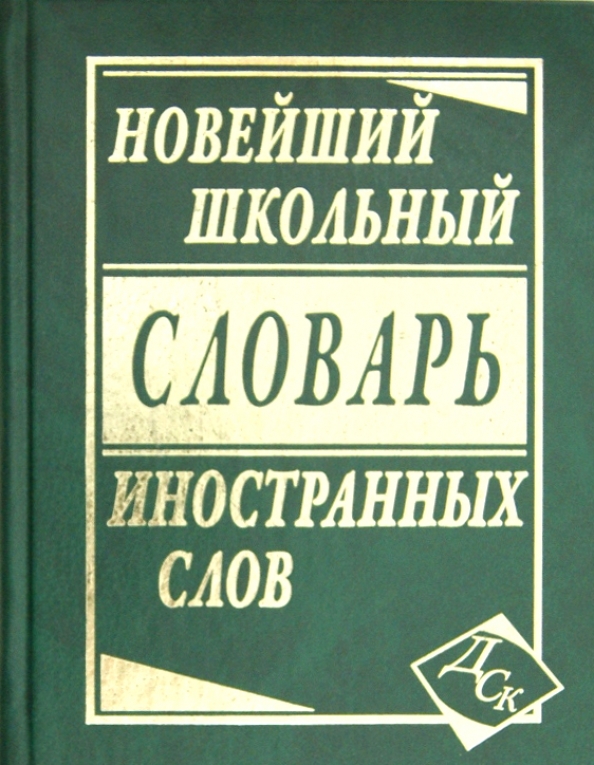 НОВЕЙШИЙ
ШКОЛЬНЫЙ
СЛОВАРЬ
ИНОСТРАННЫХ
СЛОВ
ДСК